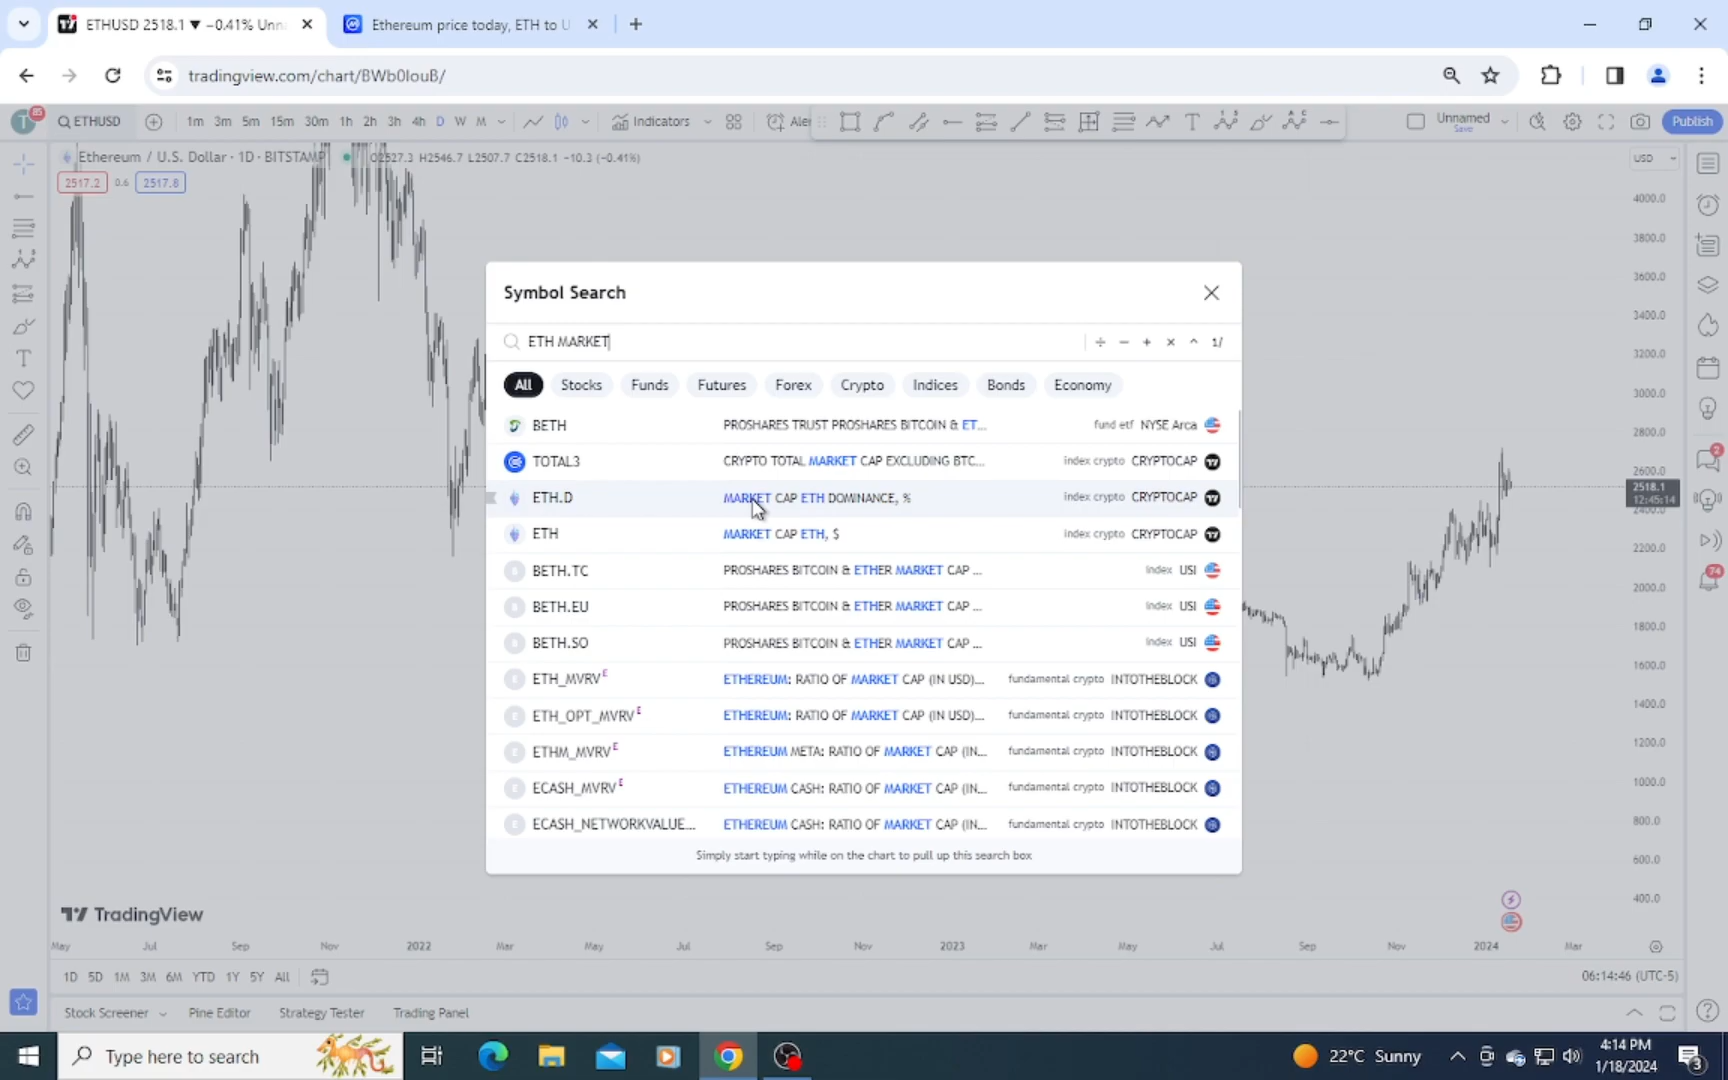 ETHUSD 2518.1 ▼ −0.41% Unn
Ethereum price today, ETH to U
tradingview.com/chart/BWb0IouB/
T 85 ETHUSD 1m 3m 5m 15m 30m 1h 2h 3h 4h D W M Indicators Aler Unnamed Publish
Save
Ethereum / U.S. Dollar · 1D · BITSTAMP O2527.3 H2546.7 L2507.7 C2518.1 −10.3 (−0.41%)
USD
2517.2 0.6 2517.8
4000.0
3800.0
3600.0
3400.0
3200.0
3000.0
2800.0
2600.0
2518.1
12:45:14
2400.0
2200.0
2000.0
1800.0
1600.0
1400.0
1200.0
1000.0
800.0
600.0
400.0
2
74
Symbol Search
ETH MARKET
÷ − + × ^ 1/
All Stocks Funds Futures Forex Crypto Indices Bonds Economy
BETH PROSHARES TRUST PROSHARES BITCOIN & ET... fund etf NYSE Arca
TOTAL3 CRYPTO TOTAL MARKET CAP EXCLUDING BTC... index crypto CRYPTOCAP
ETH.D MARKET CAP ETH DOMINANCE, % index crypto CRYPTOCAP
ETH MARKET CAP ETH, $ index crypto CRYPTOCAP
BETH.TC PROSHARES BITCOIN & ETHER MARKET CAP ... index USI
BETH.EU PROSHARES BITCOIN & ETHER MARKET CAP ... index USI
BETH.SO PROSHARES BITCOIN & ETHER MARKET CAP ... index USI
ETH_MVRV E ETHEREUM: RATIO OF MARKET CAP (IN USD)... fundamental crypto INTOTHEBLOCK
ETH_OPT_MVRV E ETHEREUM: RATIO OF MARKET CAP (IN USD)... fundamental crypto INTOTHEBLOCK
ETHM_MVRV E ETHEREUM META: RATIO OF MARKET CAP (IN... fundamental crypto INTOTHEBLOCK
ECASH_MVRV E ETHEREUM CASH: RATIO OF MARKET CAP (IN... fundamental crypto INTOTHEBLOCK
ECASH_NETWORKVALUE... ETHEREUM CASH: RATIO OF MARKET CAP (IN... fundamental crypto INTOTHEBLOCK
Simply start typing while on the chart to pull up this search box
TradingView
May Jul Sep Nov 2022 Mar May Jul Sep Nov 2023 Mar May Jul Sep Nov 2024 Mar
1D 5D 1M 3M 6M YTD 1Y 5Y All
06:14:46 (UTC-5)
Stock Screener Pine Editor Strategy Tester Trading Panel
Type here to search
22°C Sunny
4:14 PM
1/18/2024
3